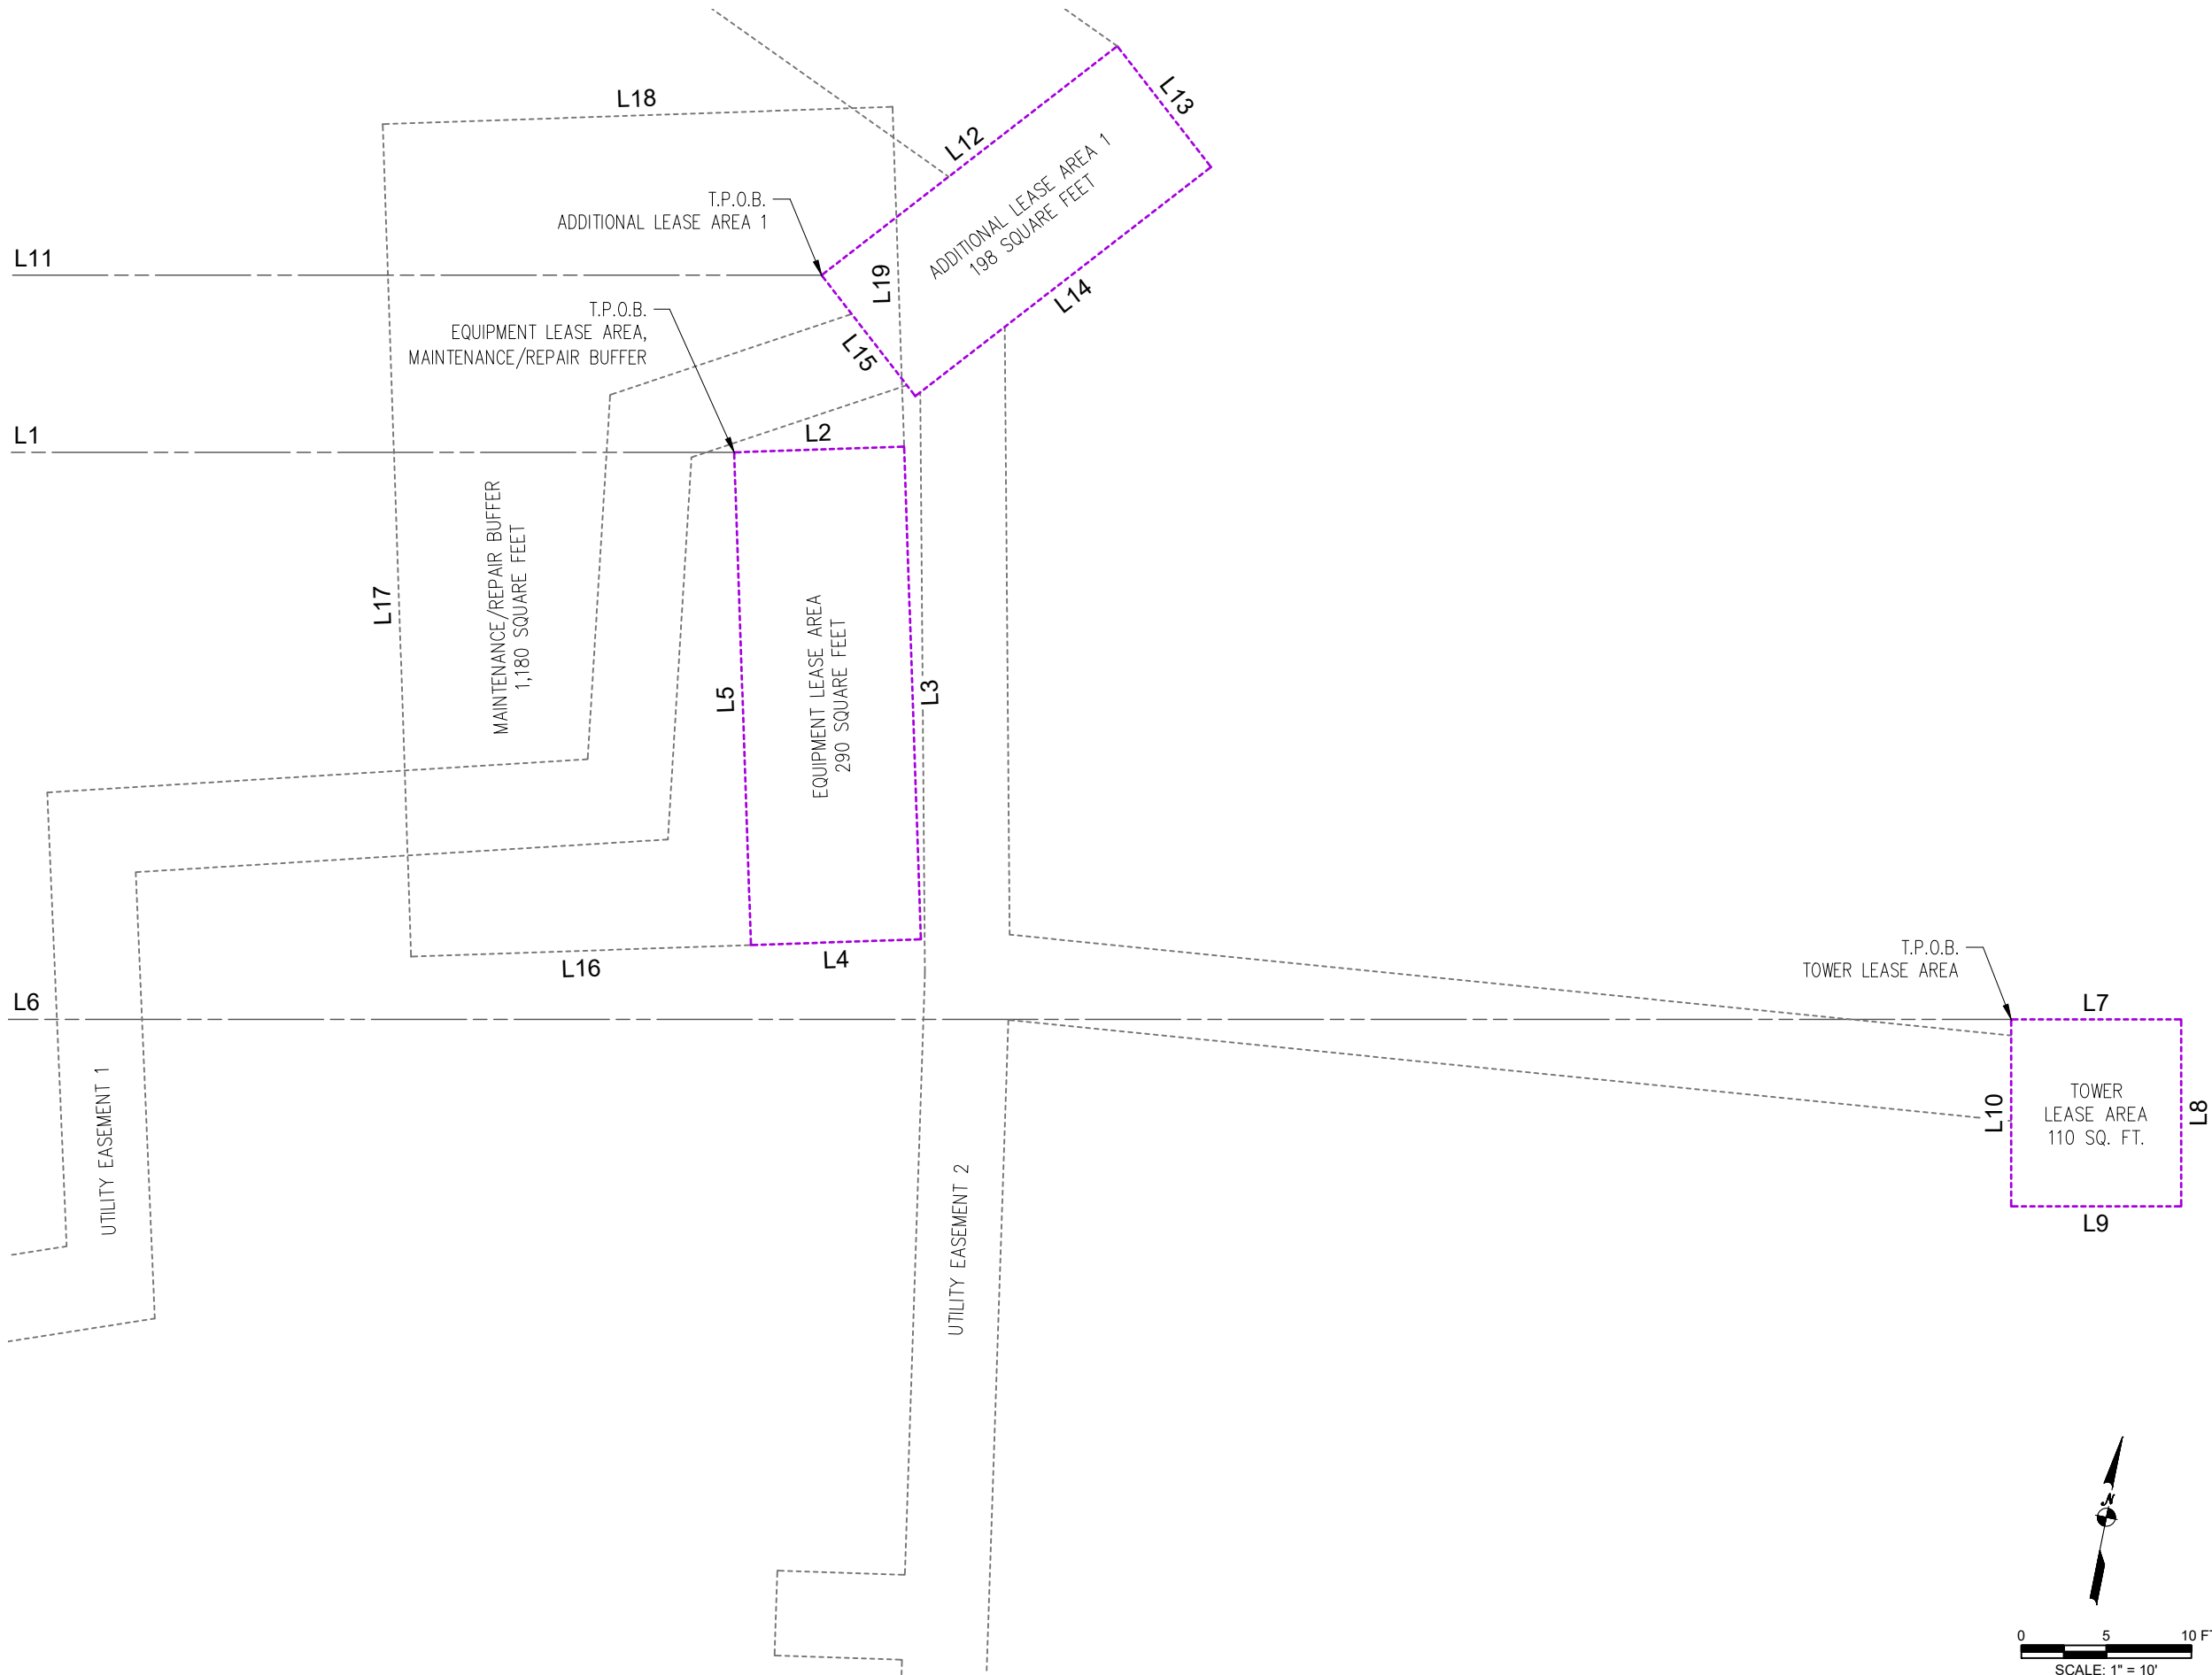 L18
L12
L13
T.P.O.B.
ADDITIONAL LEASE AREA 1
ADDITIONAL LEASE AREA 1
198 SQUARE FEET
L11
L19
L14
T.P.O.B.
EQUIPMENT LEASE AREA,
MAINTENANCE/REPAIR BUFFER
L15
L1
L2
MAINTENANCE/REPAIR BUFFER
1,180 SQUARE FEET
L17
EQUIPMENT LEASE AREA
290 SQUARE FEET
L5
L3
L16
L4
T.P.O.B.
TOWER LEASE AREA
L6
L7
TOWER
LEASE AREA
110 SQ. FT.
L10
L8
L9
UTILITY EASEMENT 1
UTILITY EASEMENT 2
N
0 5 10 FT
SCALE: 1" = 10'